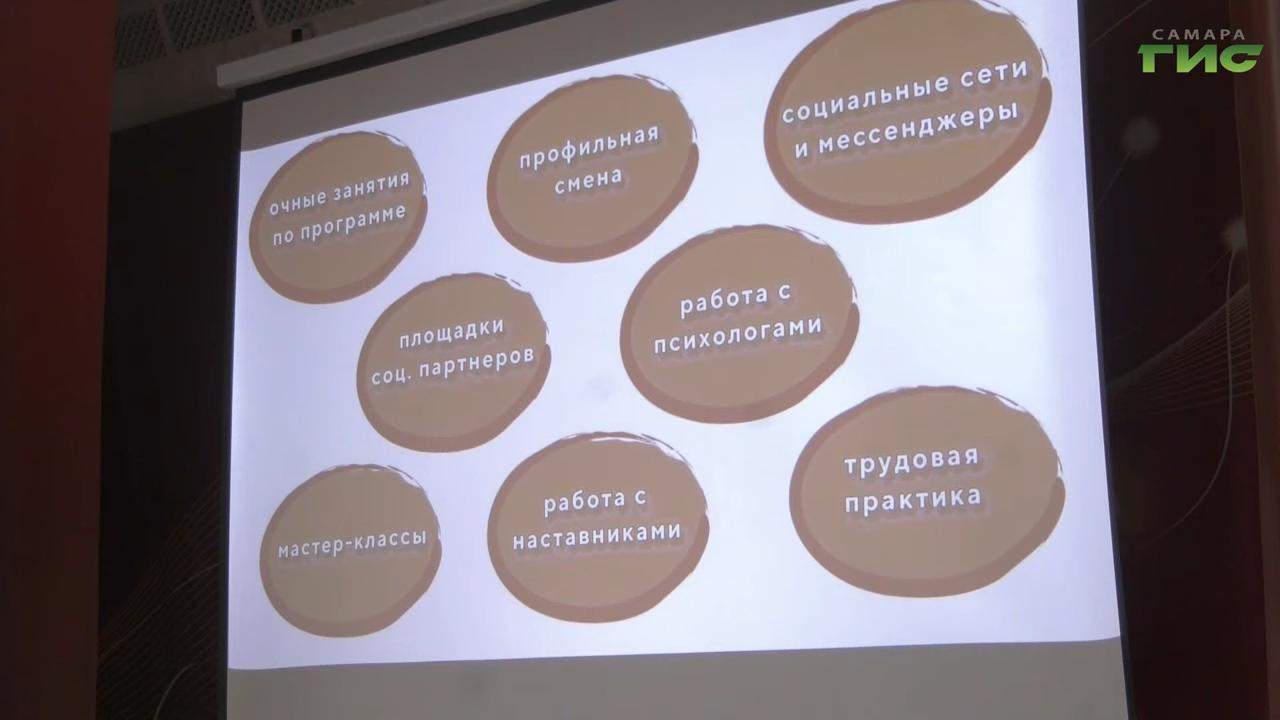 САМАРА
ГИС
социальные сети
и мессенджеры
профильная
смена
очные занятия
по программе
работа с
психологами
площадки
соц. партнеров
трудовая
практика
работа с
наставниками
мастер-классы